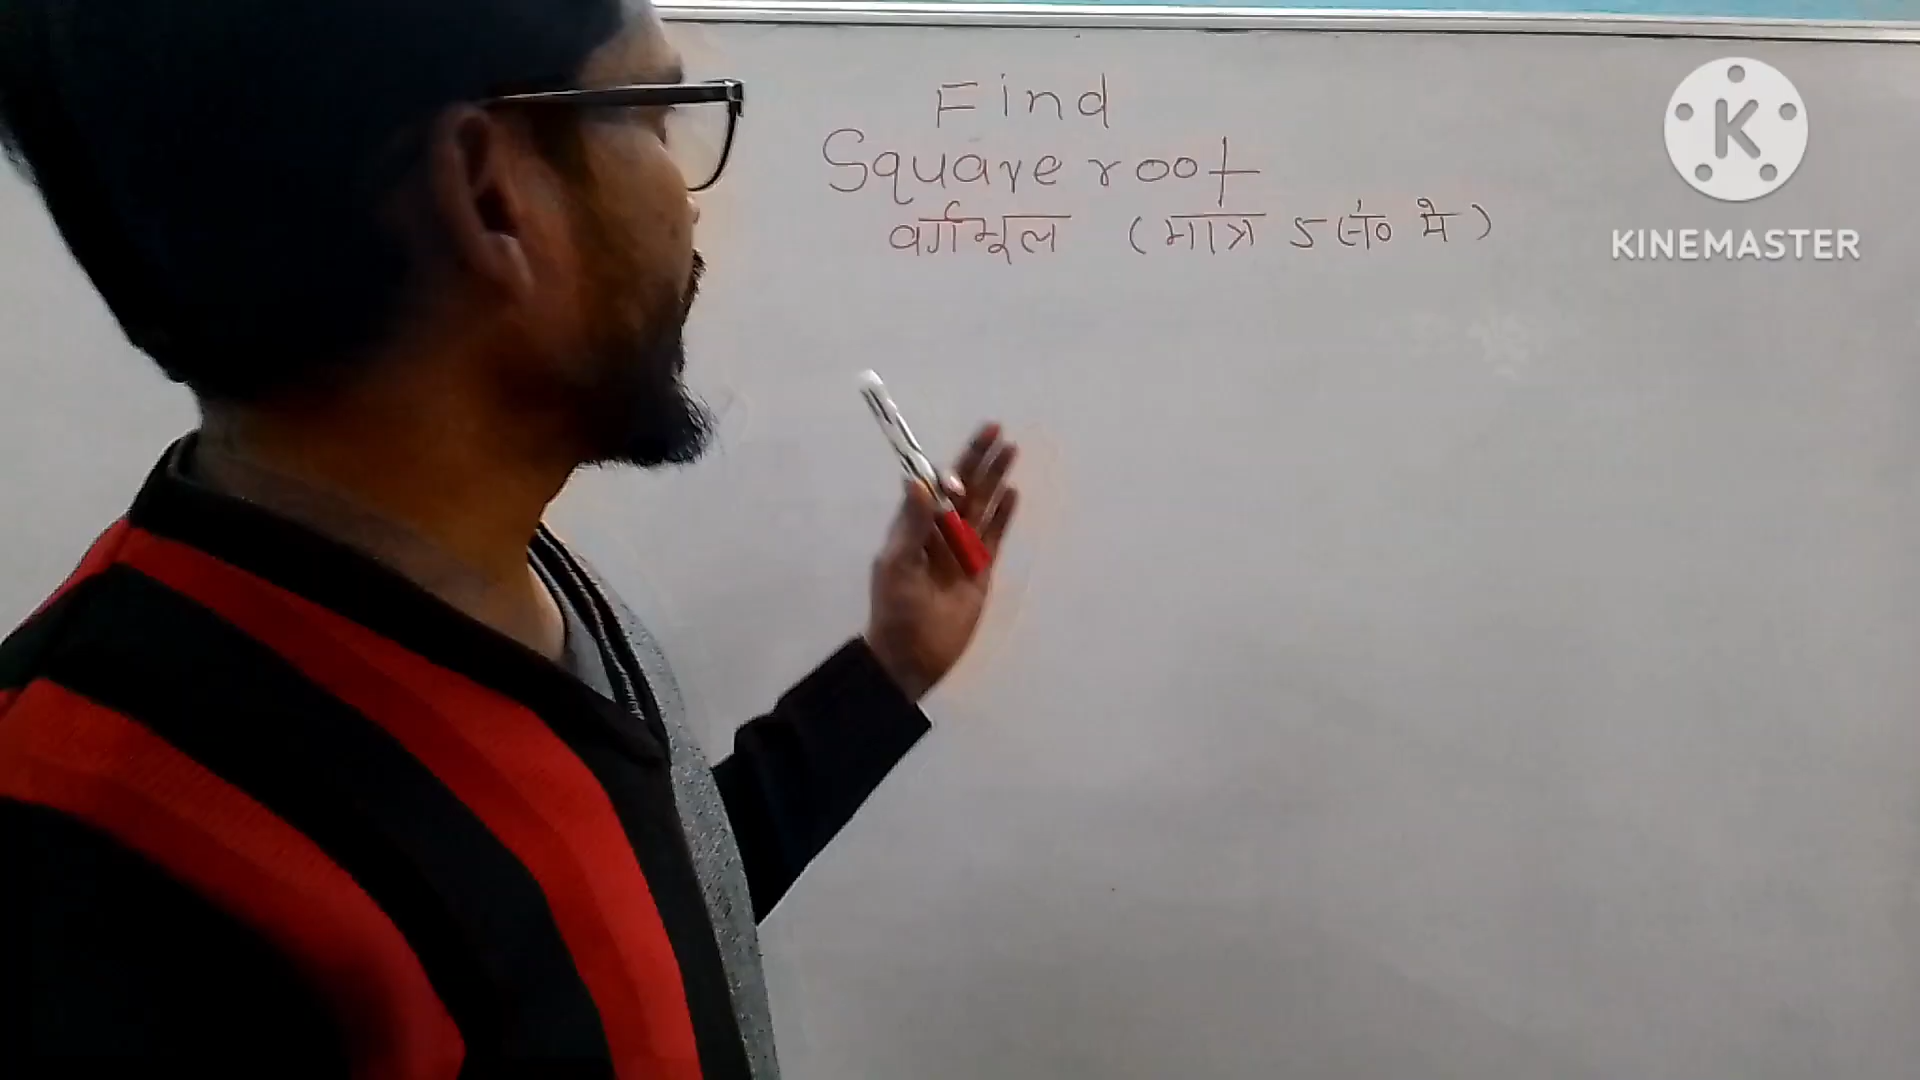 Find
Square root
वर्गमूल (मात्र 5 सें० में)
K
KINEMASTER